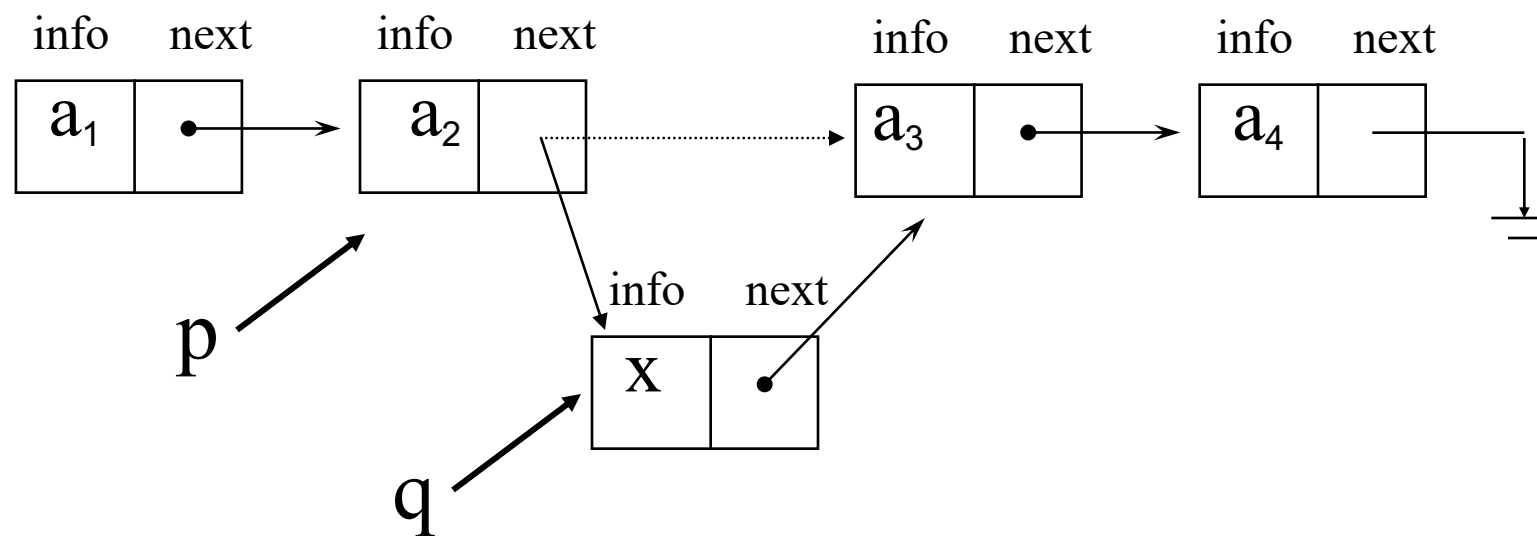 info next info next info next info next
a₁ a₂ a₃ a₄
info next
p
x
q